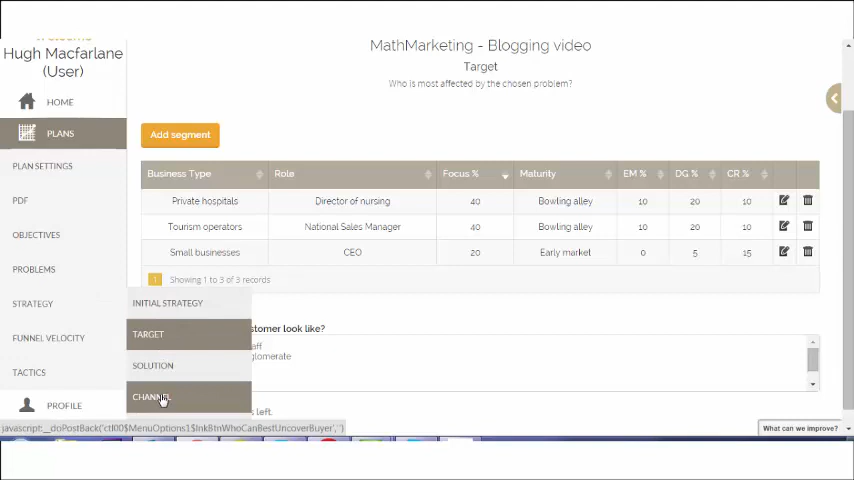 Hugh Macfarlane
(User)
HOME
PLANS
PLAN SETTINGS
PDF
OBJECTIVES
PROBLEMS
STRATEGY
FUNNEL VELOCITY
TACTICS
PROFILE
INITIAL STRATEGY
TARGET
SOLUTION
CHANNEL
MathMarketing - Blogging video
Target
Who is most affected by the chosen problem?
Add segment
Business Type Role Focus % Maturity EM % DG % CR %
Private hospitals Director of nursing 40 Bowling alley 10 20 10
Tourism operators National Sales Manager 40 Bowling alley 10 20 10
Small businesses CEO 20 Early market 0 5 15
1 Showing 1 to 3 of 3 records
ustomer look like?
aff
glomerate
s left.
javascript:__doPostBack('ctl00$MenuOptions1$lnkBtnWhoCanBestUncoverBuyer','')
What can we improve?